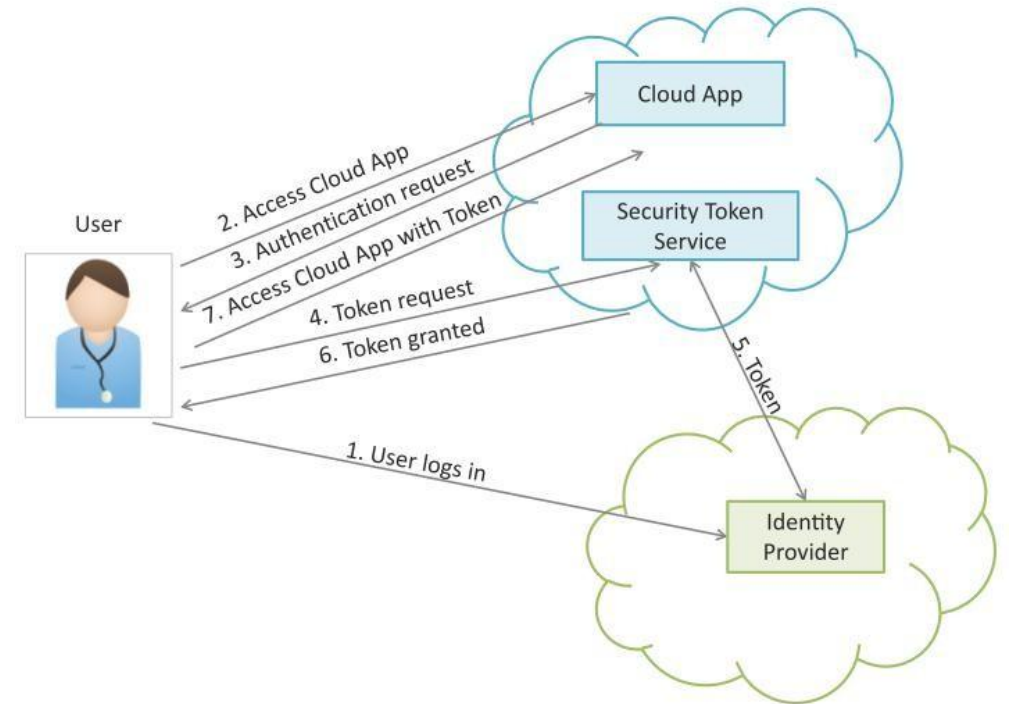 Cloud App
2. Access Cloud App
3. Authentication request
7. Access Cloud App with Token
Security Token
Service
User
4. Token request
6. Token granted
5. Token
1. User logs in
Identity
Provider